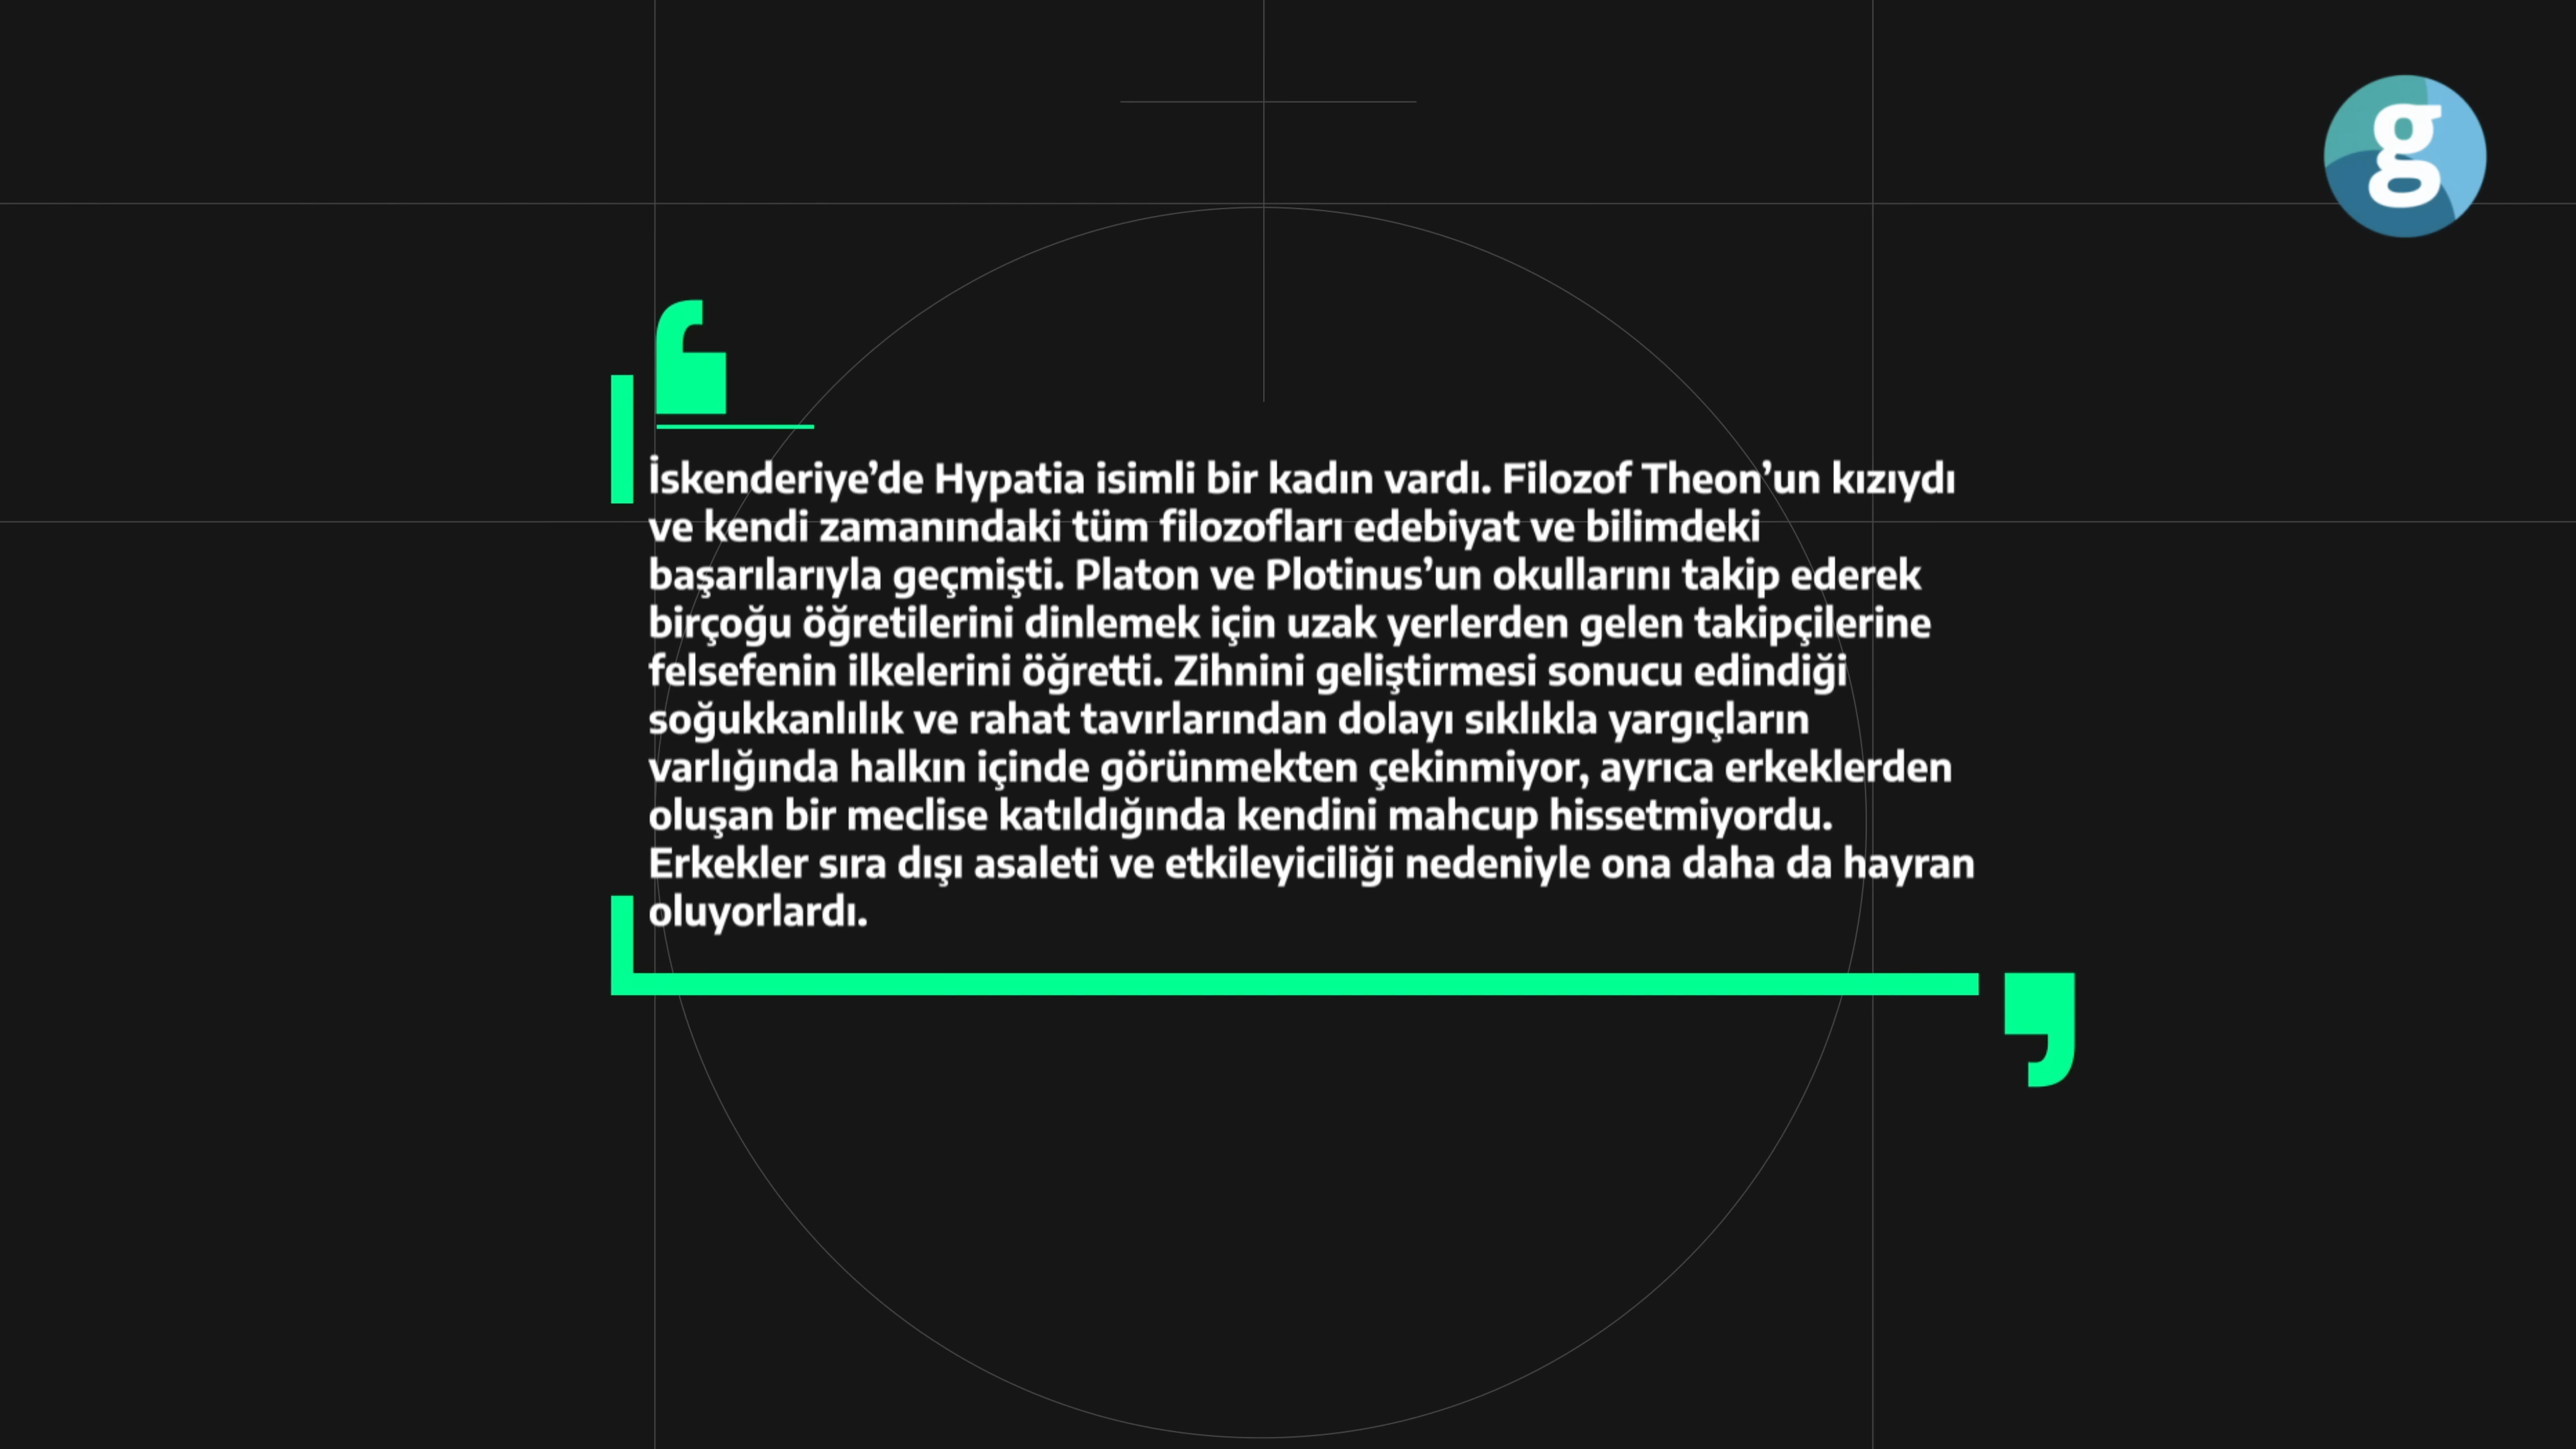 g
İskenderiye’de Hypatia isimli bir kadın vardı. Filozof Theon’un kızıydı
ve kendi zamanındaki tüm filozofları edebiyat ve bilimdeki
başarılarıyla geçmişti. Platon ve Plotinus’un okullarını takip ederek
birçoğu öğretilerini dinlemek için uzak yerlerden gelen takipçilerine
felsefenin ilkelerini öğretti. Zihnini geliştirmesi sonucu edindiği
soğukkanlılık ve rahat tavırlarından dolayı sıklıkla yargıçların
varlığında halkın içinde görünmekten çekinmiyor, ayrıca erkeklerden
oluşan bir meclise katıldığında kendini mahcup hissetmiyordu.
Erkekler sıra dışı asaleti ve etkileyiciliği nedeniyle ona daha da hayran
oluyorlardı.